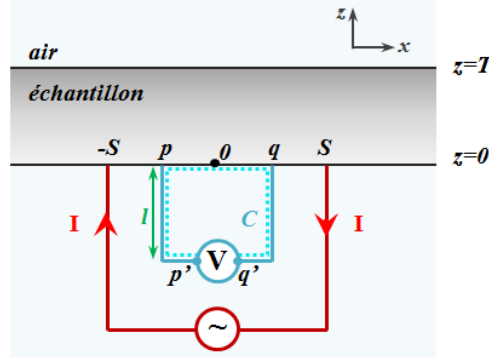 z
x
air
z=T
échantillon
-S p 0 q S
z=0
I l C I
V
p' q'
~